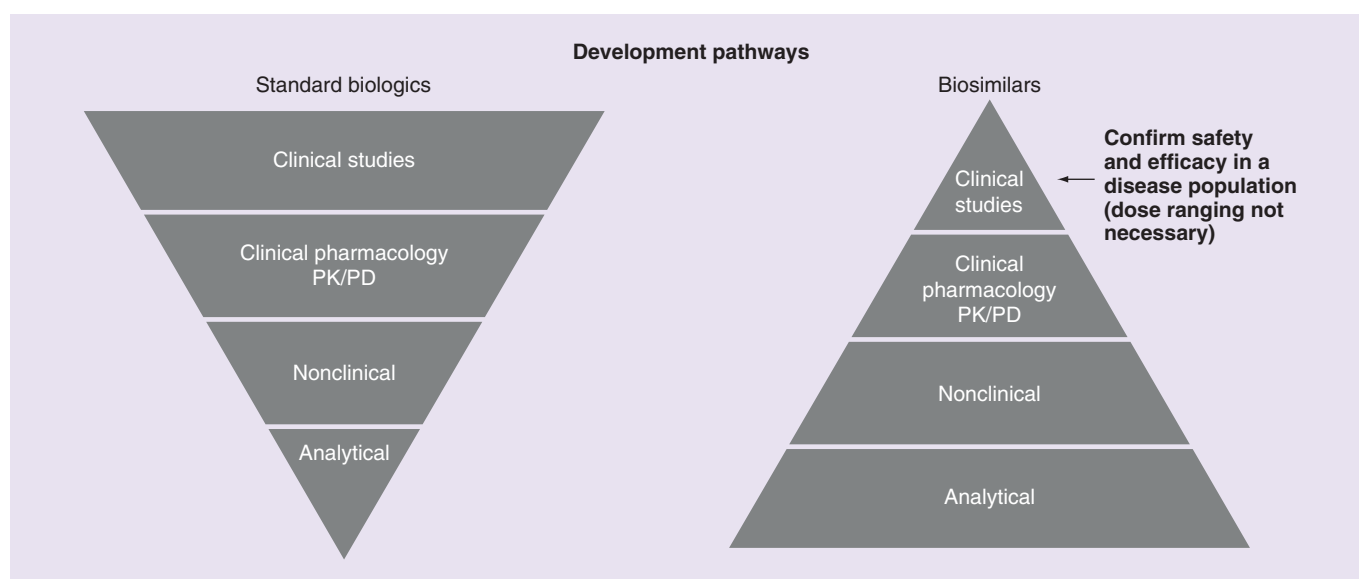 Development pathways
Standard biologics
Clinical studies
Clinical pharmacology
PK/PD
Nonclinical
Analytical
Biosimilars
Clinical
studies
Confirm safety
and efficacy in a
disease population
(dose ranging not
necessary)
Clinical
pharmacology
PK/PD
Nonclinical
Analytical